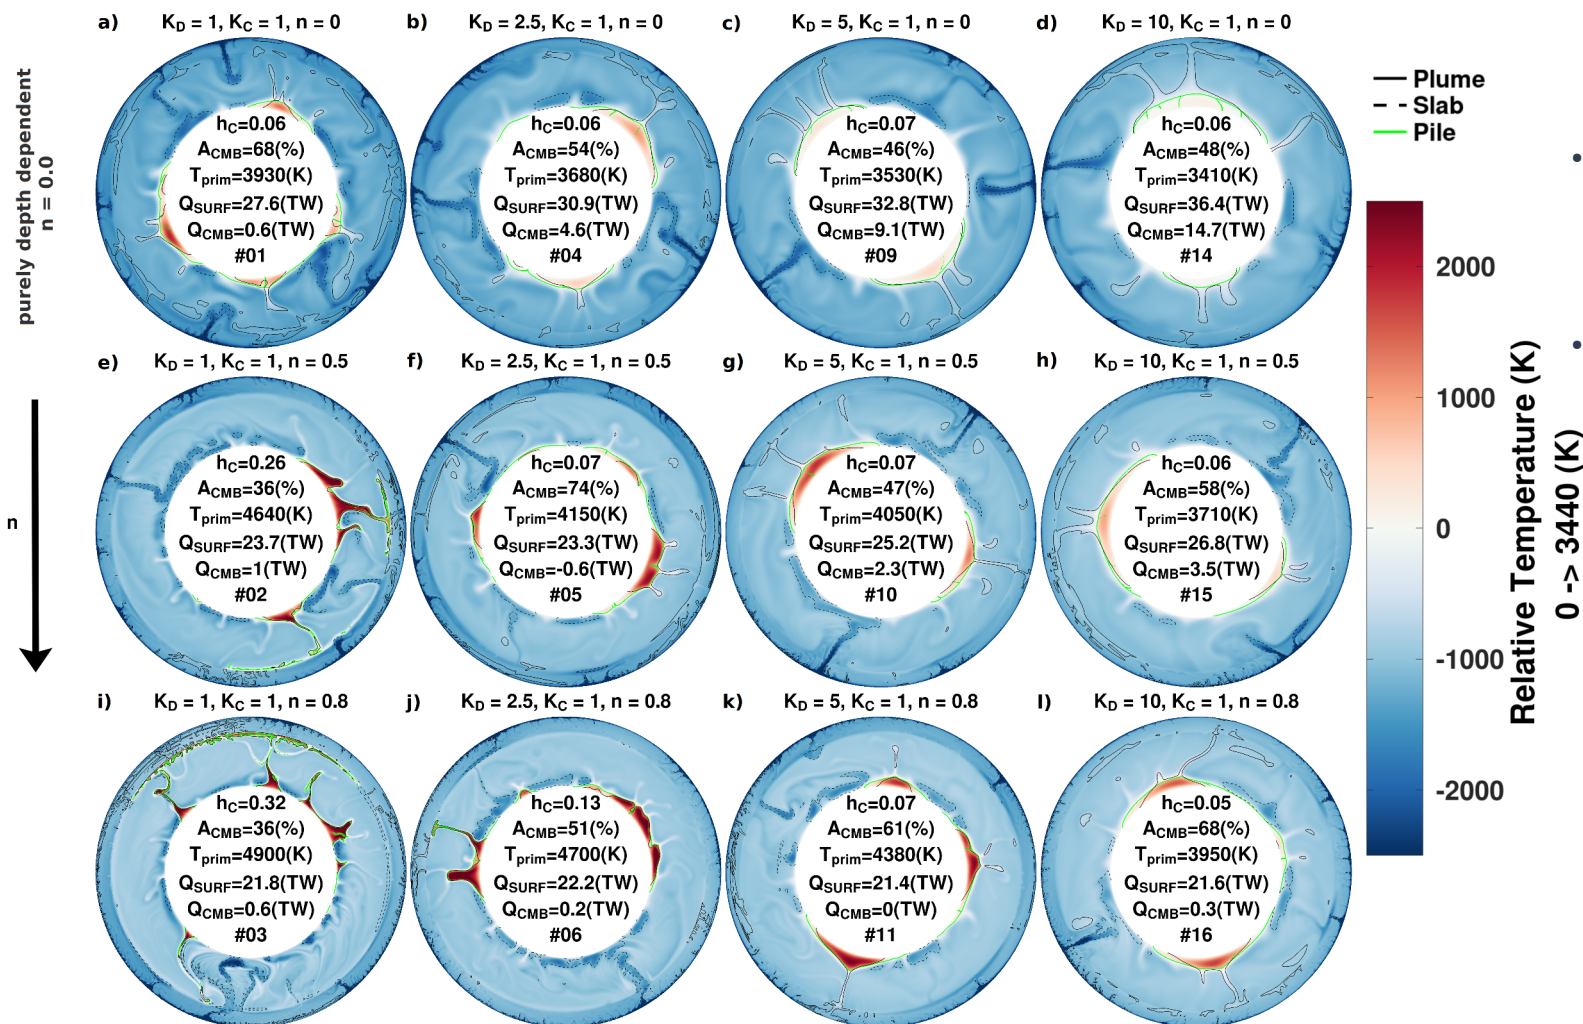 a) K_D = 1, K_C = 1, n = 0
b) K_D = 2.5, K_C = 1, n = 0
c) K_D = 5, K_C = 1, n = 0
d) K_D = 10, K_C = 1, n = 0
purely depth dependent
n = 0.0
h_C=0.06
A_CMB=68(%)
T_prim=3930(K)
Q_SURF=27.6(TW)
Q_CMB=0.6(TW)
#01
h_C=0.06
A_CMB=54(%)
T_prim=3680(K)
Q_SURF=30.9(TW)
Q_CMB=4.6(TW)
#04
h_C=0.07
A_CMB=46(%)
T_prim=3530(K)
Q_SURF=32.8(TW)
Q_CMB=9.1(TW)
#09
h_C=0.06
A_CMB=48(%)
T_prim=3410(K)
Q_SURF=36.4(TW)
Q_CMB=14.7(TW)
#14
Plume
Slab
Pile
e) K_D = 1, K_C = 1, n = 0.5
f) K_D = 2.5, K_C = 1, n = 0.5
g) K_D = 5, K_C = 1, n = 0.5
h) K_D = 10, K_C = 1, n = 0.5
n
h_C=0.26
A_CMB=36(%)
T_prim=4640(K)
Q_SURF=23.7(TW)
Q_CMB=1(TW)
#02
h_C=0.07
A_CMB=74(%)
T_prim=4150(K)
Q_SURF=23.3(TW)
Q_CMB=-0.6(TW)
#05
h_C=0.07
A_CMB=47(%)
T_prim=4050(K)
Q_SURF=25.2(TW)
Q_CMB=2.3(TW)
#10
h_C=0.06
A_CMB=58(%)
T_prim=3710(K)
Q_SURF=26.8(TW)
Q_CMB=3.5(TW)
#15
i) K_D = 1, K_C = 1, n = 0.8
j) K_D = 2.5, K_C = 1, n = 0.8
k) K_D = 5, K_C = 1, n = 0.8
l) K_D = 10, K_C = 1, n = 0.8
h_C=0.32
A_CMB=36(%)
T_prim=4900(K)
Q_SURF=21.8(TW)
Q_CMB=0.6(TW)
#03
h_C=0.13
A_CMB=51(%)
T_prim=4700(K)
Q_SURF=22.2(TW)
Q_CMB=0.2(TW)
#06
h_C=0.07
A_CMB=61(%)
T_prim=4380(K)
Q_SURF=21.4(TW)
Q_CMB=0(TW)
#11
h_C=0.05
A_CMB=68(%)
T_prim=3950(K)
Q_SURF=21.6(TW)
Q_CMB=0.3(TW)
#16
2000
1000
0
-1000
-2000
Relative Temperature (K)
0 -> 3440 (K)